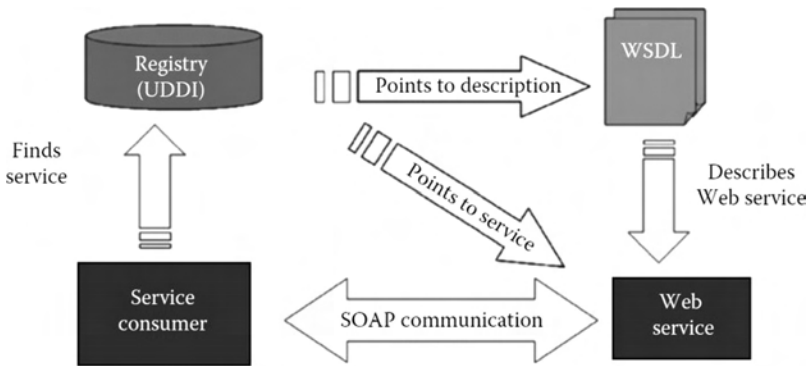 Registry
(UDDI)
Points to description
WSDL
Finds
service
Points to service
Describes
Web service
Service
consumer
SOAP communication
Web
service